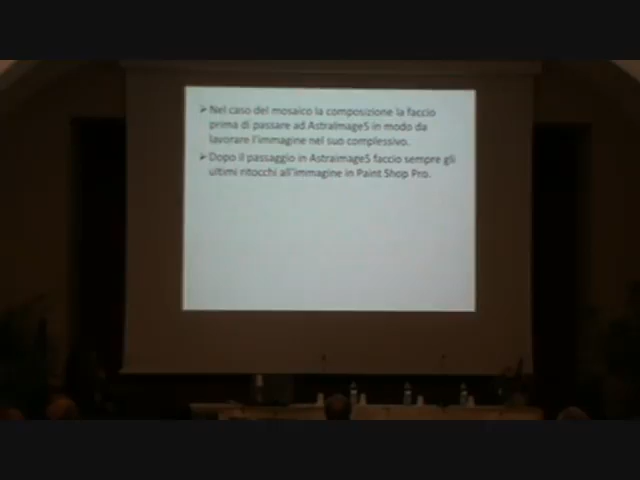 ➢ Nel caso del mosaico la composizione la faccio
prima di passare ad AstraImage5 in modo da
lavorare l'immagine nel suo complessivo.
➢ Dopo il passaggio in Astraimage5 faccio sempre gli
ultimi ritocchi all'immagine in Paint Shop Pro.